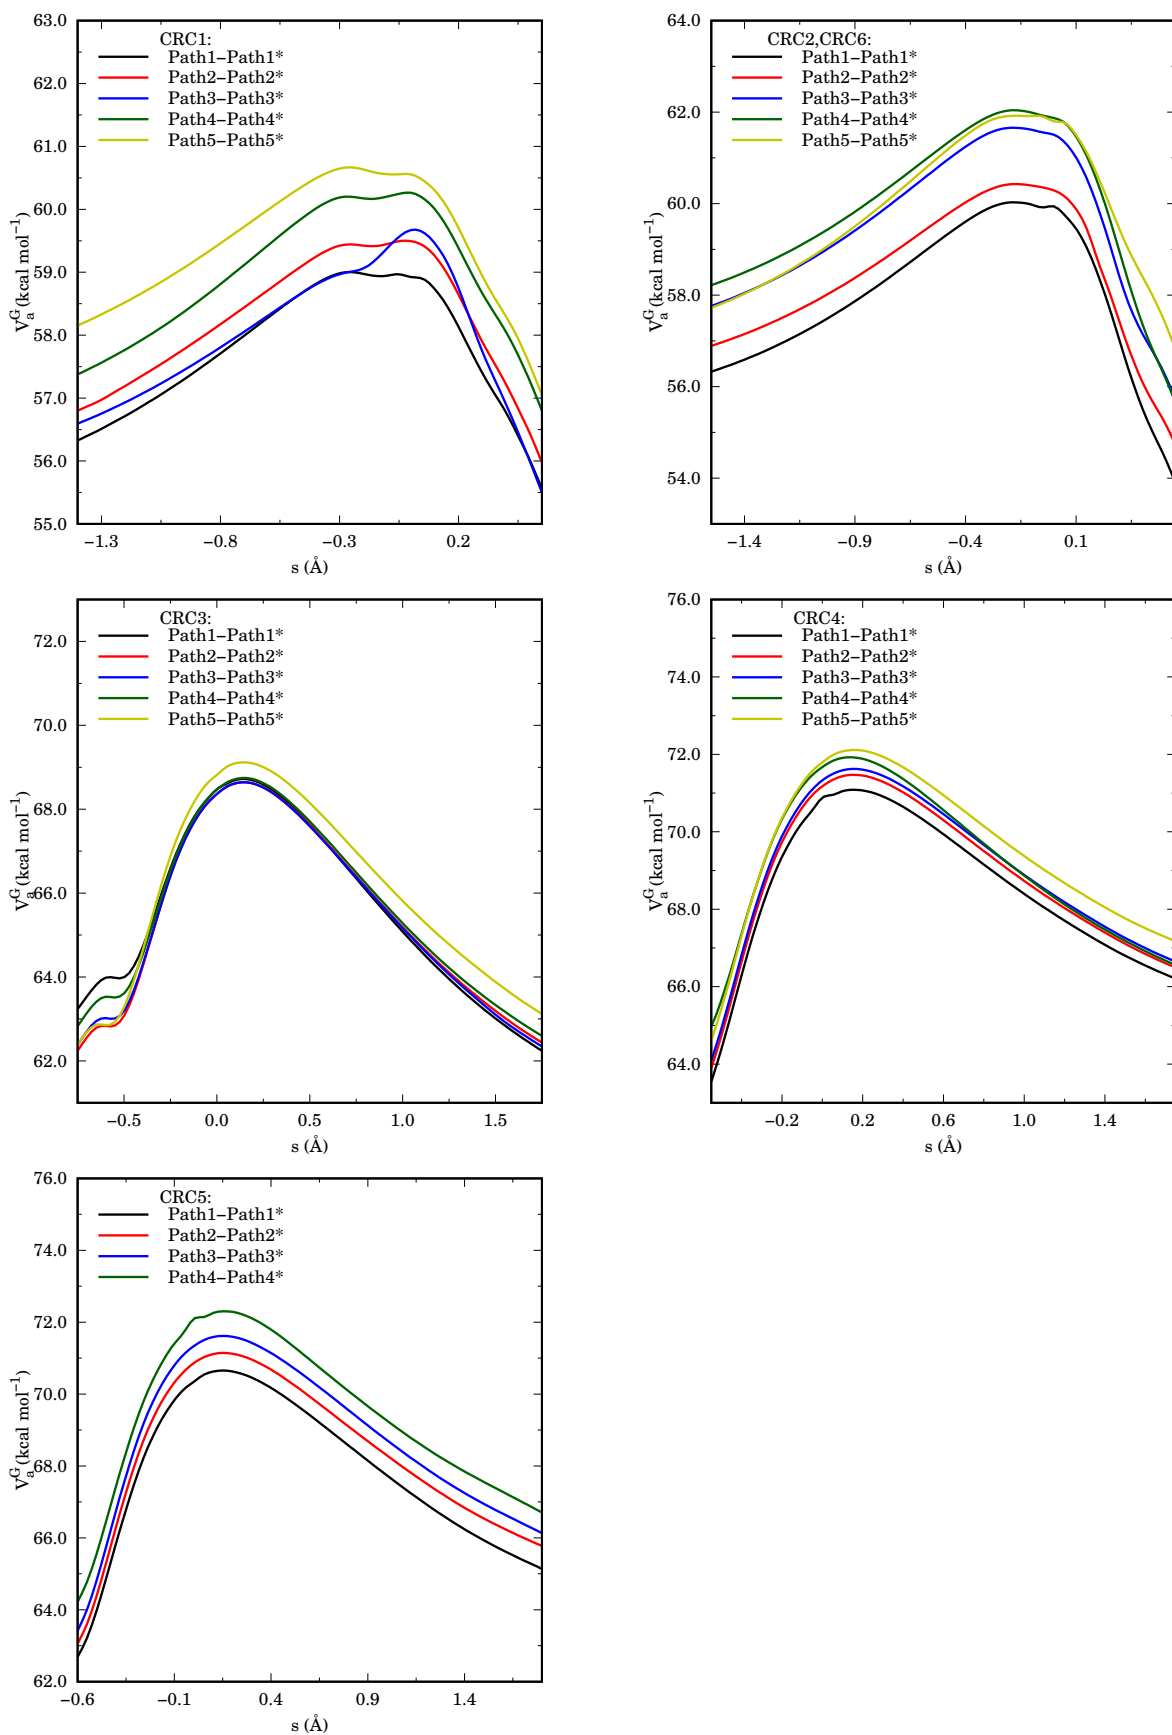 CRC1:
Path1−Path1*
Path2−Path2*
Path3−Path3*
Path4−Path4*
Path5−Path5*
63.0
62.0
61.0
60.0
59.0
58.0
57.0
56.0
55.0
−1.3 −0.8 −0.3 0.2
s (Å)
V_a^G (kcal mol⁻¹)
CRC2,CRC6:
Path1−Path1*
Path2−Path2*
Path3−Path3*
Path4−Path4*
Path5−Path5*
64.0
62.0
60.0
58.0
56.0
54.0
−1.4 −0.9 −0.4 0.1
s (Å)
V_a^G (kcal mol⁻¹)
CRC3:
Path1−Path1*
Path2−Path2*
Path3−Path3*
Path4−Path4*
Path5−Path5*
72.0
70.0
68.0
66.0
64.0
62.0
−0.5 0.0 0.5 1.0 1.5
s (Å)
V_a^G (kcal mol⁻¹)
CRC4:
Path1−Path1*
Path2−Path2*
Path3−Path3*
Path4−Path4*
Path5−Path5*
76.0
74.0
72.0
70.0
68.0
66.0
64.0
−0.2 0.2 0.6 1.0 1.4
s (Å)
V_a^G (kcal mol⁻¹)
CRC5:
Path1−Path1*
Path2−Path2*
Path3−Path3*
Path4−Path4*
76.0
74.0
72.0
70.0
68.0
66.0
64.0
62.0
−0.6 −0.1 0.4 0.9 1.4
s (Å)
V_a^G (kcal mol⁻¹)